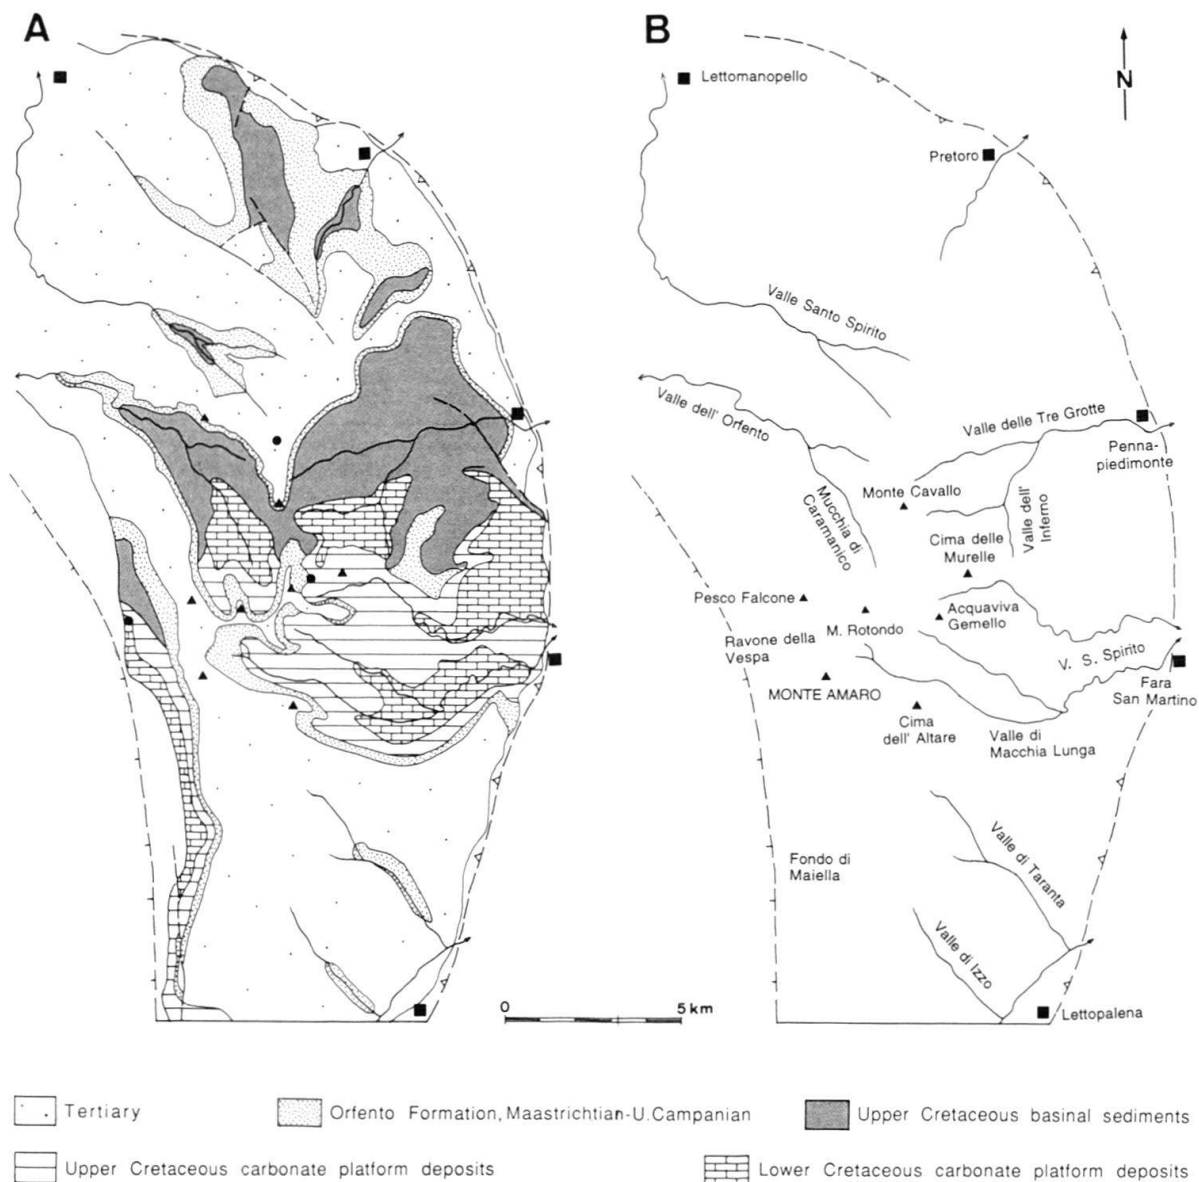 A
B
N
Lettomanopello
Pretoro
Valle Santo Spirito
Valle dell' Orfento
Valle delle Tre Grotte
Penna-
piedimonte
Mucchia di
Caramanico
Monte Cavallo
Valle dell'
Inferno
Cima delle
Murelle
Pesco Falcone
Acquaviva
Gemello
M. Rotondo
Ravone della
Vespa
V. S. Spirito
MONTE AMARO
Fara
San Martino
Cima
dell' Altare
Valle di
Macchia Lunga
Fondo di
Maiella
Valle di Taranta
Valle di Izzo
Lettopalena
0 5 km
Tertiary
Orfento Formation, Maastrichtian-U. Campanian
Upper Cretaceous basinal sediments
Upper Cretaceous carbonate platform deposits
Lower Cretaceous carbonate platform deposits